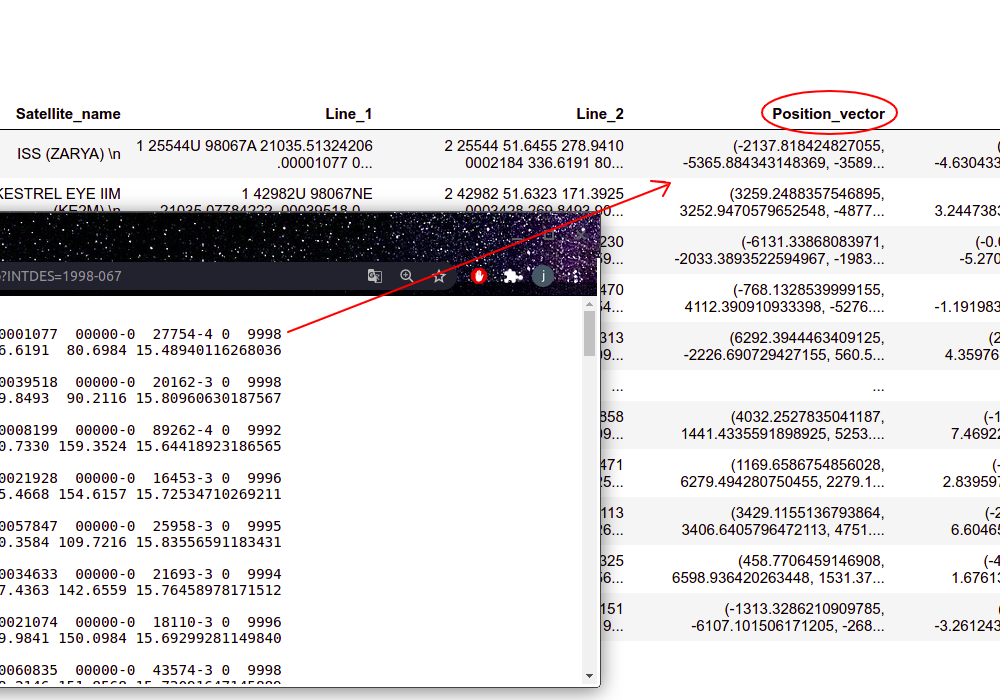 Satellite_name Line_1 Line_2 Position_vector
ISS (ZARYA) \n 1 25544U 98067A 21035.51324206 2 25544 51.6455 278.9410 (-2137.818424827055,
.00001077 0... 0002184 336.6191 80... -5365.884343148369, -3589... -4.630433
KESTREL EYE IIM 1 42982U 98067NE 2 42982 51.6323 171.3925 (3259.2488357546895,
(KE2M) \n 21035.07784222 .00039518 0... 0003428 269.8493 90... 3252.9470579652548, -4877... 3.2447383
230 (-6131.33868083971, (-0.
59... -2033.3893522594967, -1983... -5.270
470 (-768.1328539999155,
54... 4112.390910933398, -5276.... -1.191983
313 (6292.3944463409125, (2
09... -2226.690729427155, 560.5... 4.35976
... ...
858 (4032.2527835041187, (-1
09... 1441.4335591898925, 5253.... 7.46922
471 (1169.6586754856028,
25... 6279.494280750455, 2279.1... 2.839597
113 (3429.1155136793864, (-2
26... 3406.6405796472113, 4751.... 6.60465
325 (458.7706459146908, (-4
56... 6598.936420263448, 1531.37... 1.67613
151 (-1313.3286210909785,
9... -6107.101506171205, -268... -3.261243
?INTDES=1998-067
j
0001077 00000-0 27754-4 0 9998
6.6191 80.6984 15.48940116268036
0039518 00000-0 20162-3 0 9998
9.8493 90.2116 15.80960630187567
0008199 00000-0 89262-4 0 9992
0.7330 159.3524 15.64418923186565
0021928 00000-0 16453-3 0 9996
5.4668 154.6157 15.72534710269211
0057847 00000-0 25958-3 0 9995
0.3584 109.7216 15.83556591183431
0034633 00000-0 21693-3 0 9994
7.4363 142.6559 15.76458978171512
0021074 00000-0 18110-3 0 9996
9.9841 150.0984 15.69299281149840
0060835 00000-0 43574-3 0 9998